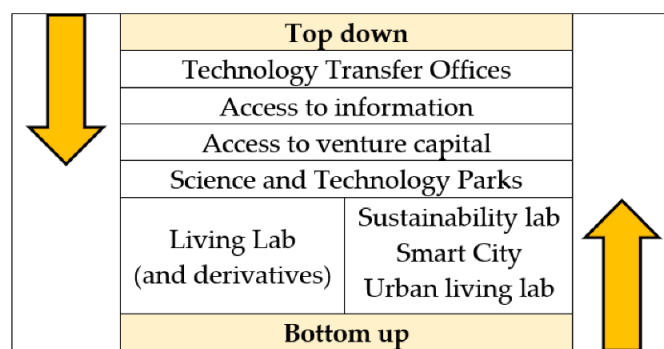 Top down
Technology Transfer Offices
Access to information
Access to venture capital
Science and Technology Parks
Living Lab
(and derivatives)
Sustainability lab
Smart City
Urban living lab
Bottom up